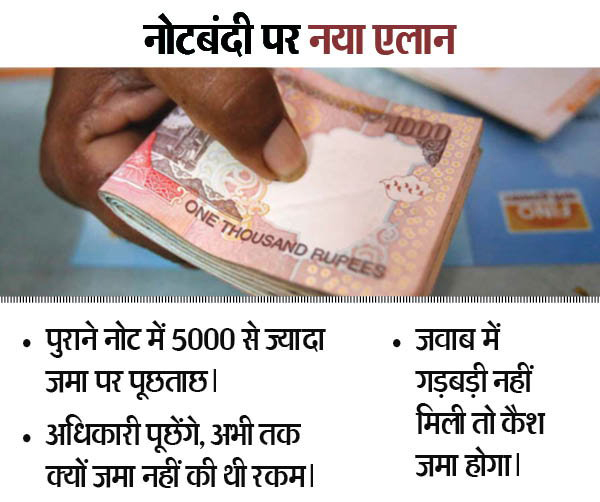 नोटबंदी पर नया एलान
1000
ONE THOUSAND RUPEES
FINO
• पुराने नोट में 5000 से ज्यादा
जमा पर पूछताछ।
• अधिकारी पूछेंगे, अभी तक
क्यों जमा नहीं की थी रकम।
• जवाब में
गड़बड़ी नहीं
मिली तो कैश
जमा होगा।